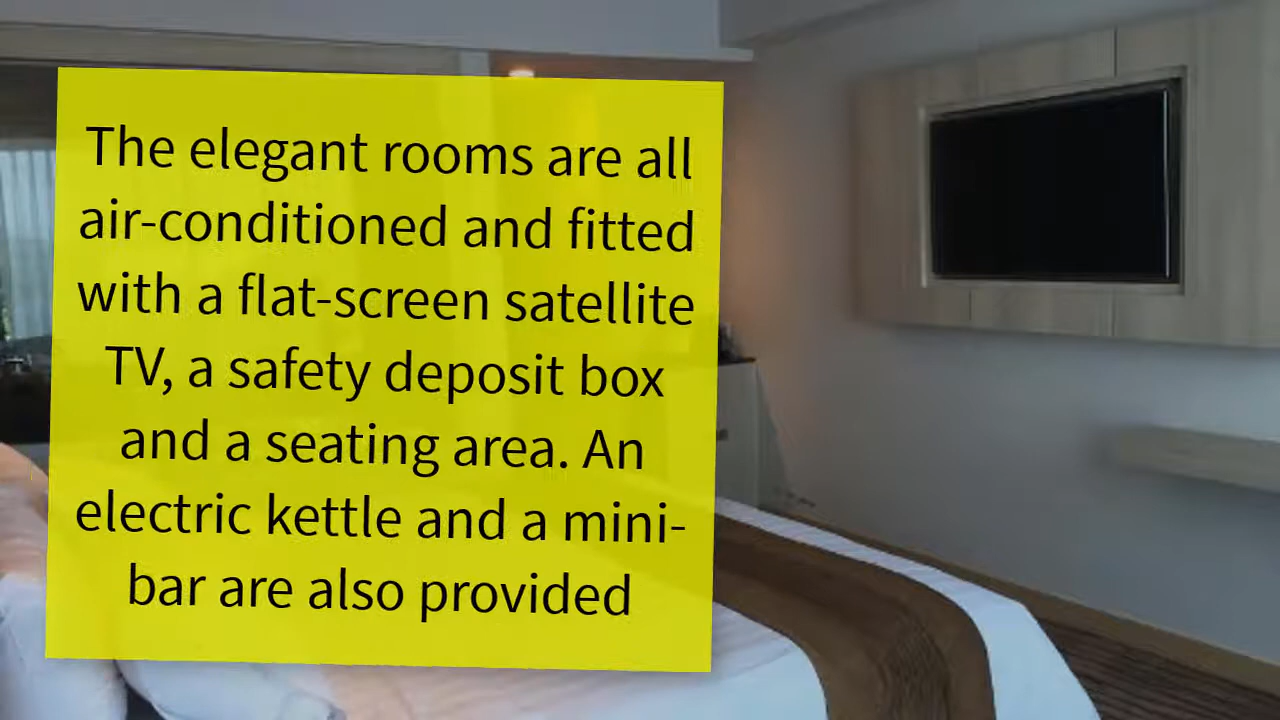 The elegant rooms are all
air-conditioned and fitted
with a flat-screen satellite
TV, a safety deposit box
and a seating area. An
electric kettle and a mini-
bar are also provided